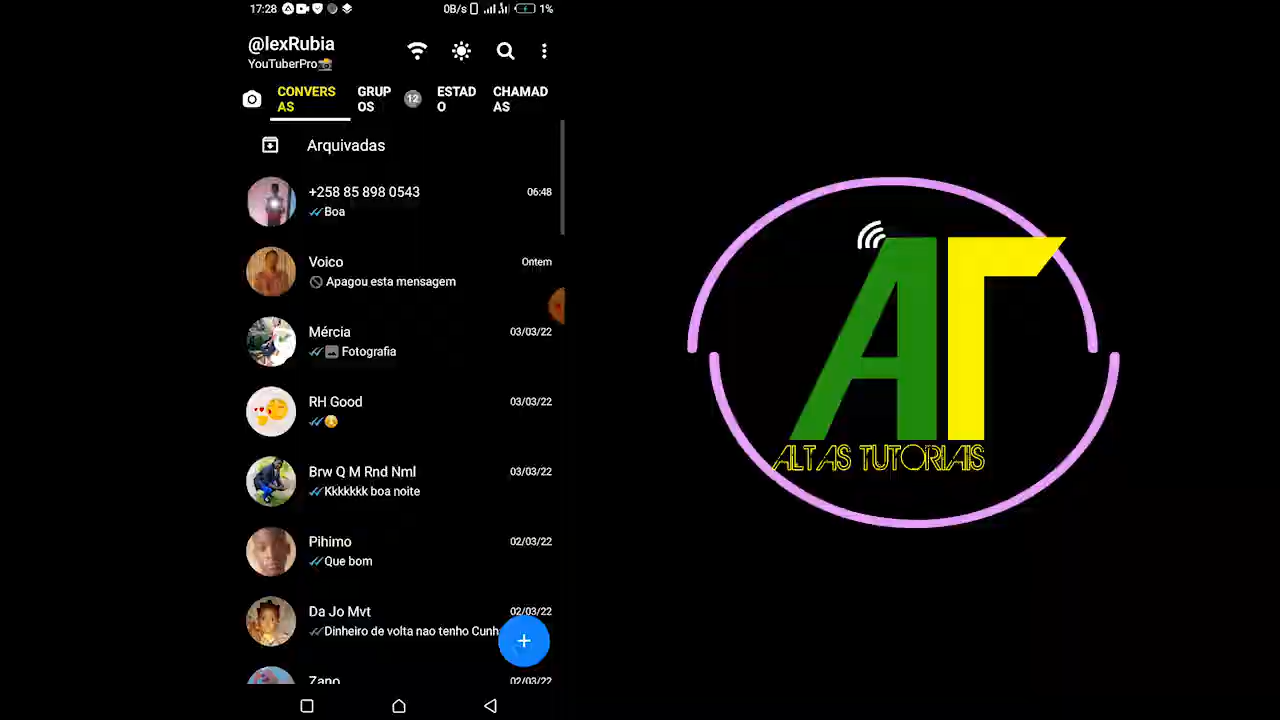 17:28 0B/s 1%
@lexRubia
YouTuberPro
CONVERS
AS
GRUP
OS
12
ESTAD
O
CHAMAD
AS
Arquivadas
+258 85 898 0543 06:48
Boa
Voico Ontem
Apagou esta mensagem
Mércia 03/03/22
Fotografia
RH Good 03/03/22
Brw Q M Rnd Nml 03/03/22
Kkkkkkk boa noite
Pihimo 02/03/22
Que bom
Da Jo Mvt 02/03/22
Dinheiro de volta nao tenho Cunh
Zano 02/03/22
AT
ALTAS TUTORIAIS